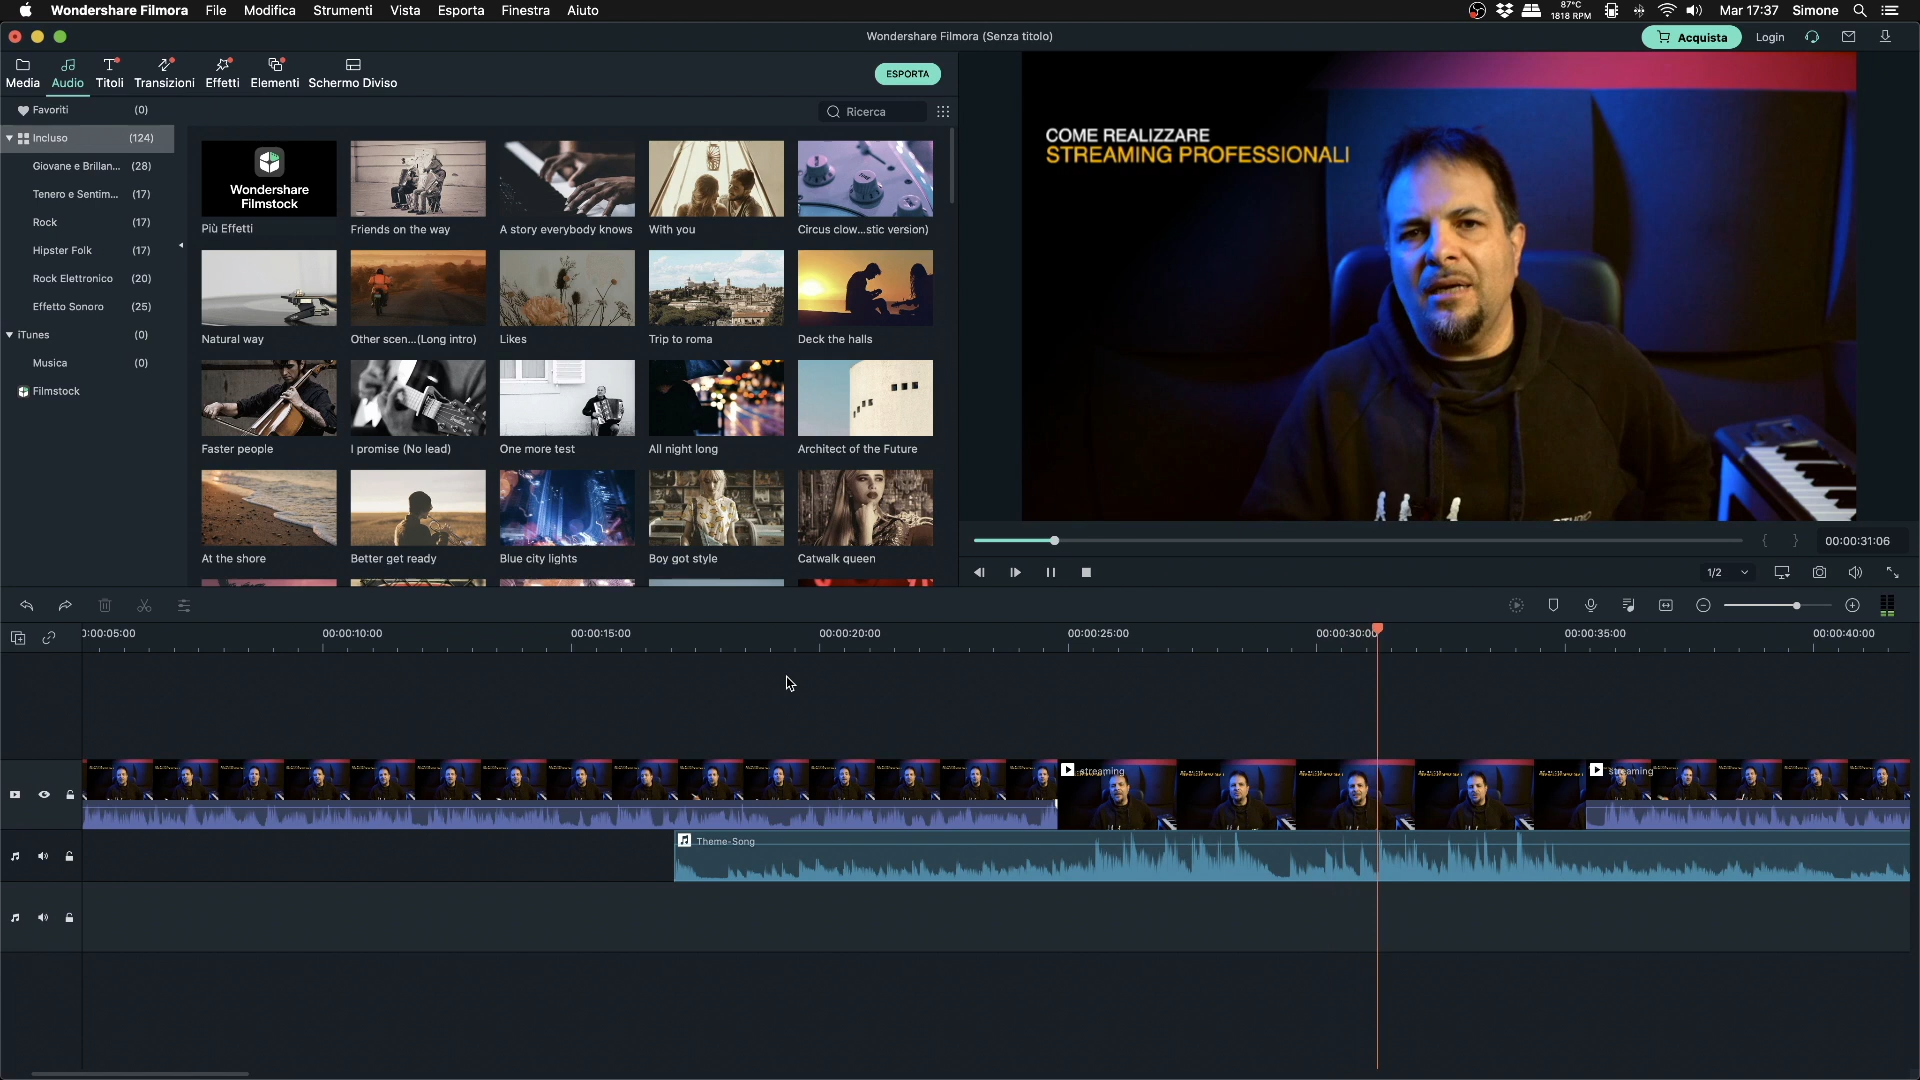 Wondershare Filmora File Modifica Strumenti Vista Esporta Finestra Aiuto
87°C
1818 RPM
Mar 17:37 Simone
Wondershare Filmora (Senza titolo)
Acquista Login
Media Audio Titoli Transizioni Effetti Elementi Schermo Diviso
ESPORTA
Favoriti (0)
Ricerca
Incluso (124)
Giovane e Brillan... (28)
Tenero e Sentim... (17)
Rock (17)
Hipster Folk (17)
Rock Elettronico (20)
Effetto Sonoro (25)
iTunes (0)
Musica (0)
Filmstock
Wondershare
Filmstock
Più Effetti Friends on the way A story everybody knows With you Circus clow...stic version)
Natural way Other scen...(Long intro) Likes Trip to roma Deck the halls
Faster people I promise (No lead) One more test All night long Architect of the Future
At the shore Better get ready Blue city lights Boy got style Catwalk queen
COME REALIZZARE
STREAMING PROFESSIONALI
00:00:31:06
1/2
0:00:05:00 00:00:10:00 00:00:15:00 00:00:20:00 00:00:25:00 00:00:30:00 00:00:35:00 00:00:40:00
streaming streaming
Theme-Song